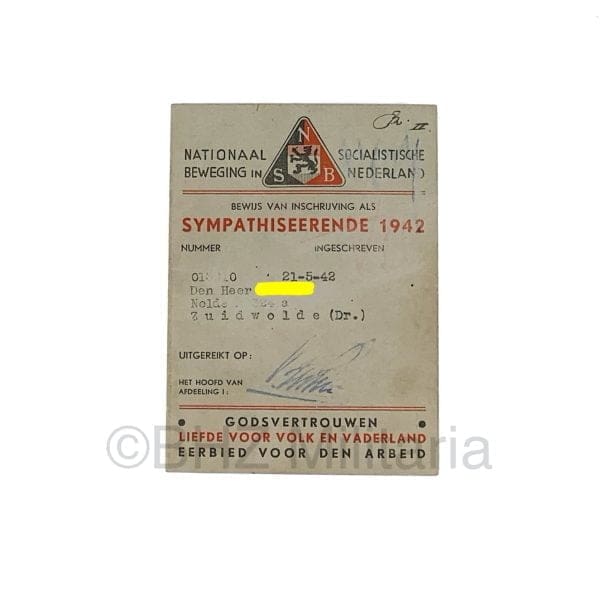 II.
N
S B
NATIONAAL SOCIALISTISCHE
BEWEGING IN NEDERLAND
BEWIJS VAN INSCHRIJVING ALS
SYMPATHISEERENDE 1942
NUMMER INGESCHREVEN
21-5-42
Den Heer
Zuidwolde (Dr.)
UITGEREIKT OP:
HET HOOFD VAN
AFDEELING I:
• GODSVERTROUWEN •
LIEFDE VOOR VOLK EN VADERLAND
EERBIED VOOR DEN ARBEID
©BHZ Militaria